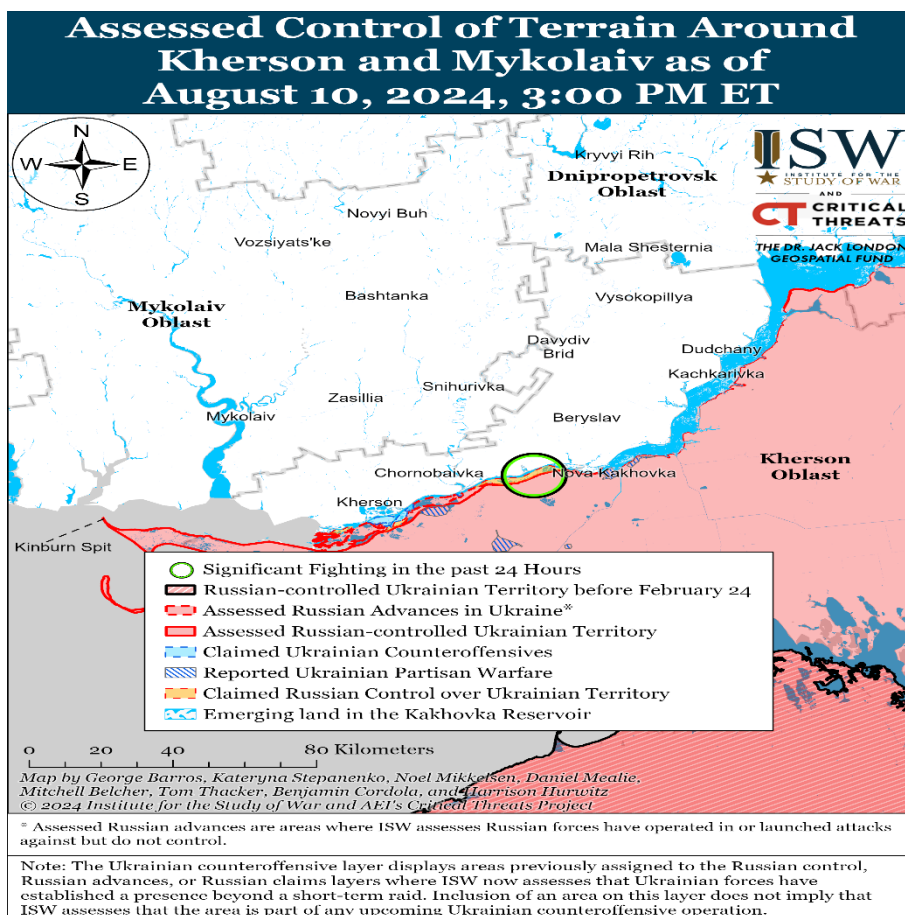 Assessed Control of Terrain Around
Kherson and Mykolaiv as of
August 10, 2024, 3:00 PM ET
N
W E
S
ISW
INSTITUTE FOR THE
STUDY OF WAR
AND
CT CRITICAL
THREATS
THE DR. JACK LONDON
GEOSPATIAL FUND
Kryvyi Rih
Dnipropetrovsk
Oblast
Novyi Buh
Vozsiyats'ke
Mala Shesternia
Bashtanka
Vysokopillya
Mykolaiv
Oblast
Davydiv
Brid
Dudchany
Kachkarivka
Snihurivka
Zasillia
Mykolaiv
Beryslav
Kherson
Oblast
Chornobaivka
Nova Kakhovka
Kherson
Kinburn Spit
Significant Fighting in the past 24 Hours
Russian-controlled Ukrainian Territory before February 24
Assessed Russian Advances in Ukraine*
Assessed Russian-controlled Ukrainian Territory
Claimed Ukrainian Counteroffensives
Reported Ukrainian Partisan Warfare
Claimed Russian Control over Ukrainian Territory
Emerging land in the Kakhovka Reservoir
0 20 40 80 Kilometers
Map by George Barros, Kateryna Stepanenko, Noel Mikkelsen, Daniel Mealie,
Mitchell Belcher, Tom Thacker, Benjamin Cordola, and Harrison Hurwitz
© 2024 Institute for the Study of War and AEI's Critical Threats Project
* Assessed Russian advances are areas where ISW assesses Russian forces have operated in or launched attacks
against but do not control.
Note: The Ukrainian counteroffensive layer displays areas previously assigned to the Russian control,
Russian advances, or Russian claims layers where ISW now assesses that Ukrainian forces have
established a presence beyond a short-term raid. Inclusion of an area on this layer does not imply that
ISW assesses that the area is part of any upcoming Ukrainian counteroffensive operation.